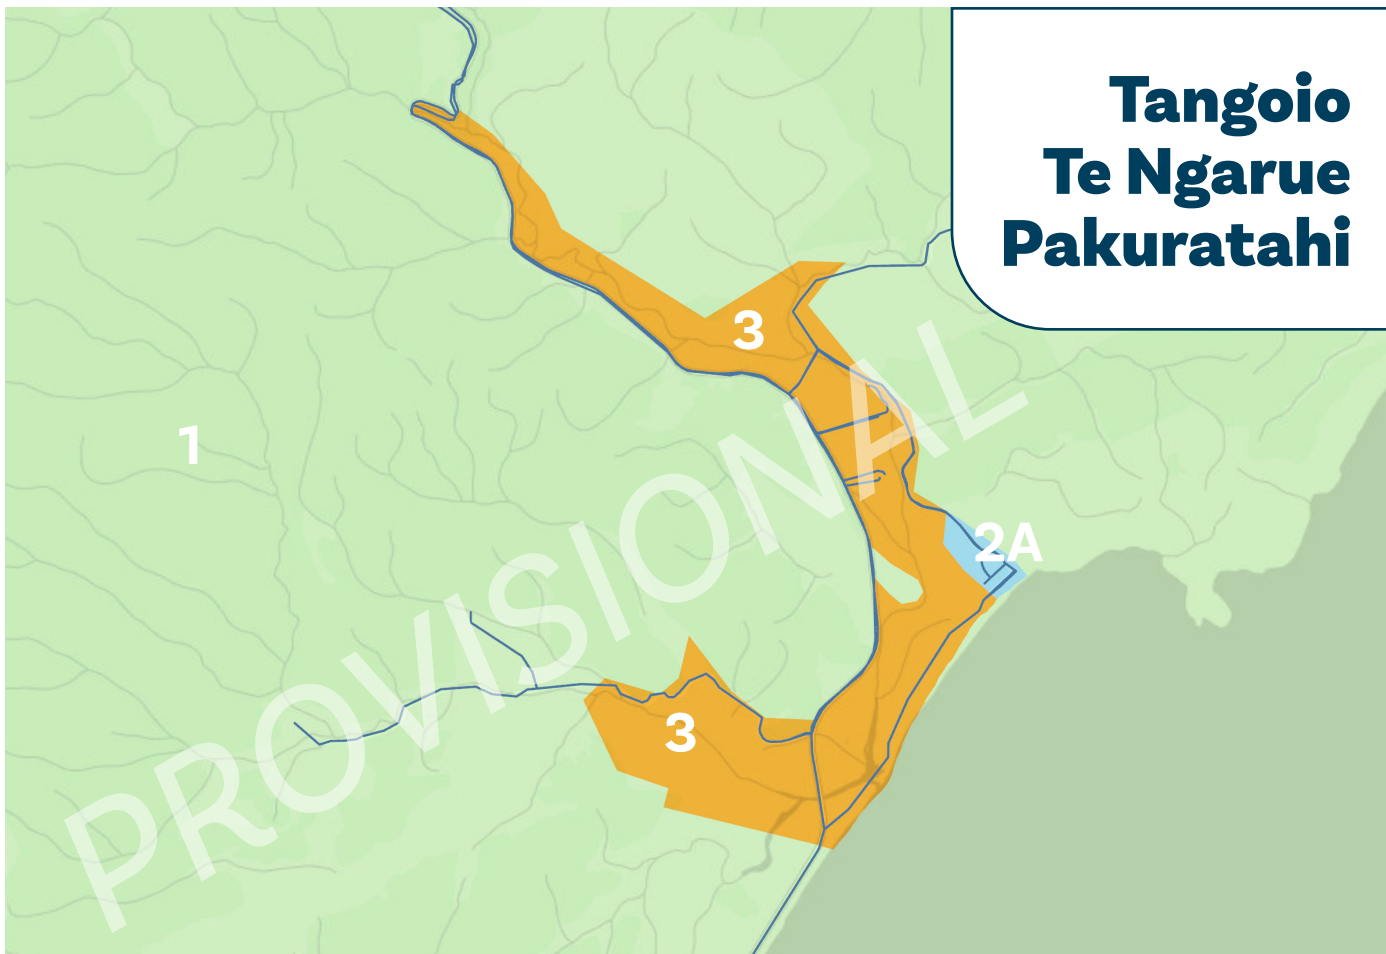 Tangoio
Te Ngarue
Pakuratahi
3
1
2A
3
PROVISIONAL